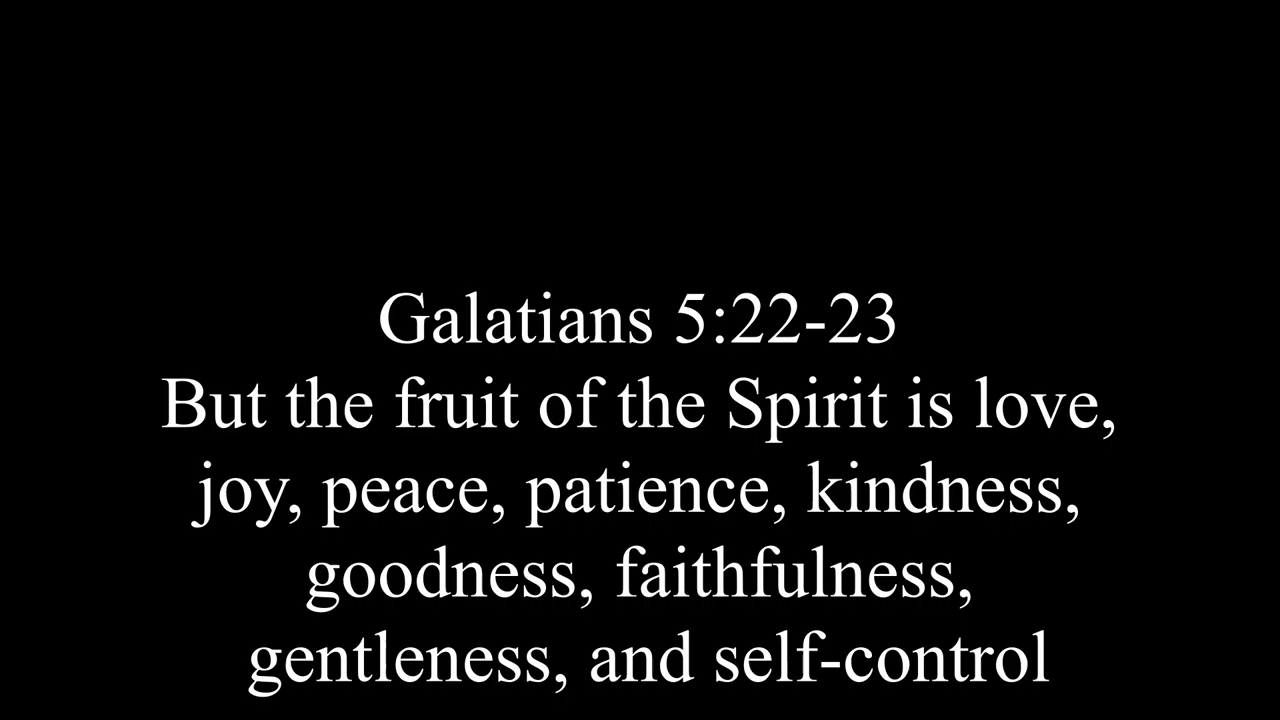 Galatians 5:22-23
But the fruit of the Spirit is love,
joy, peace, patience, kindness,
goodness, faithfulness,
gentleness, and self-control